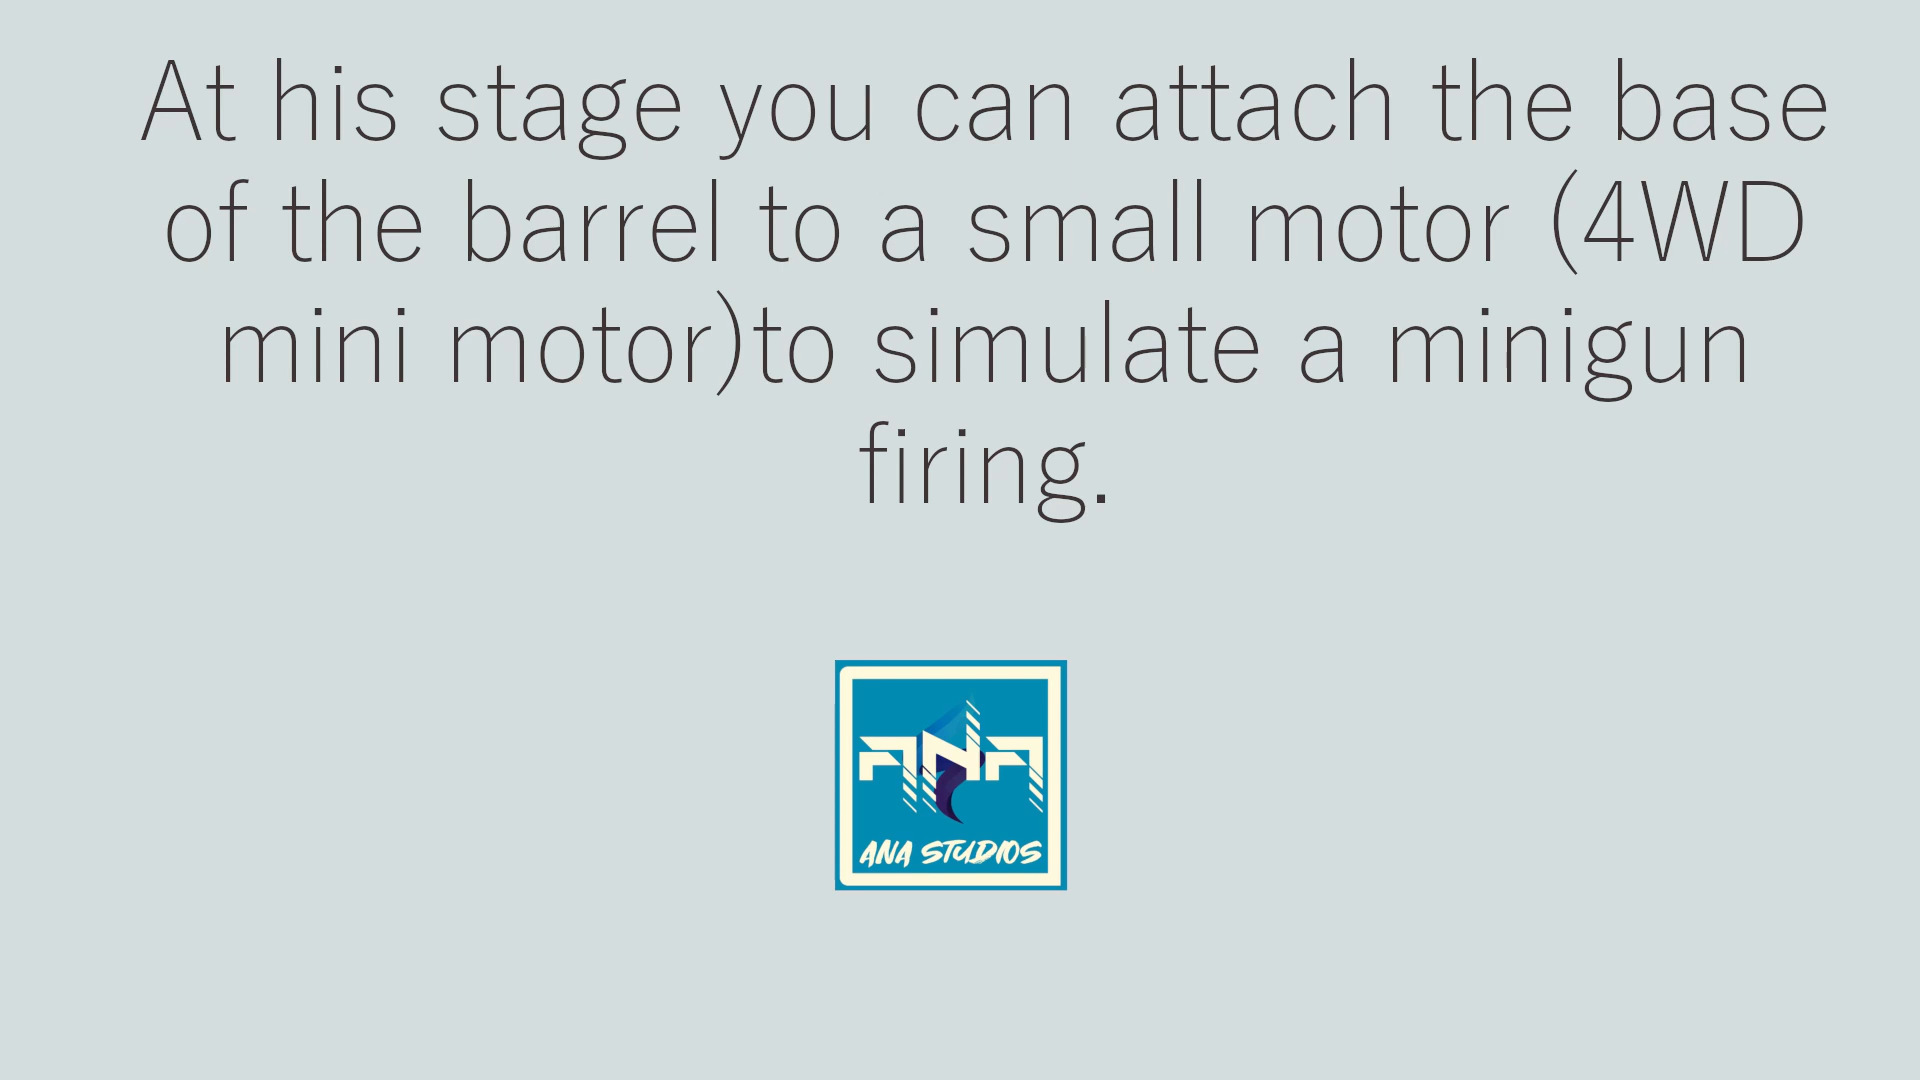 At his stage you can attach the base
of the barrel to a small motor (4WD
mini motor)to simulate a minigun
firing.
ANA
ANA STUDIOS